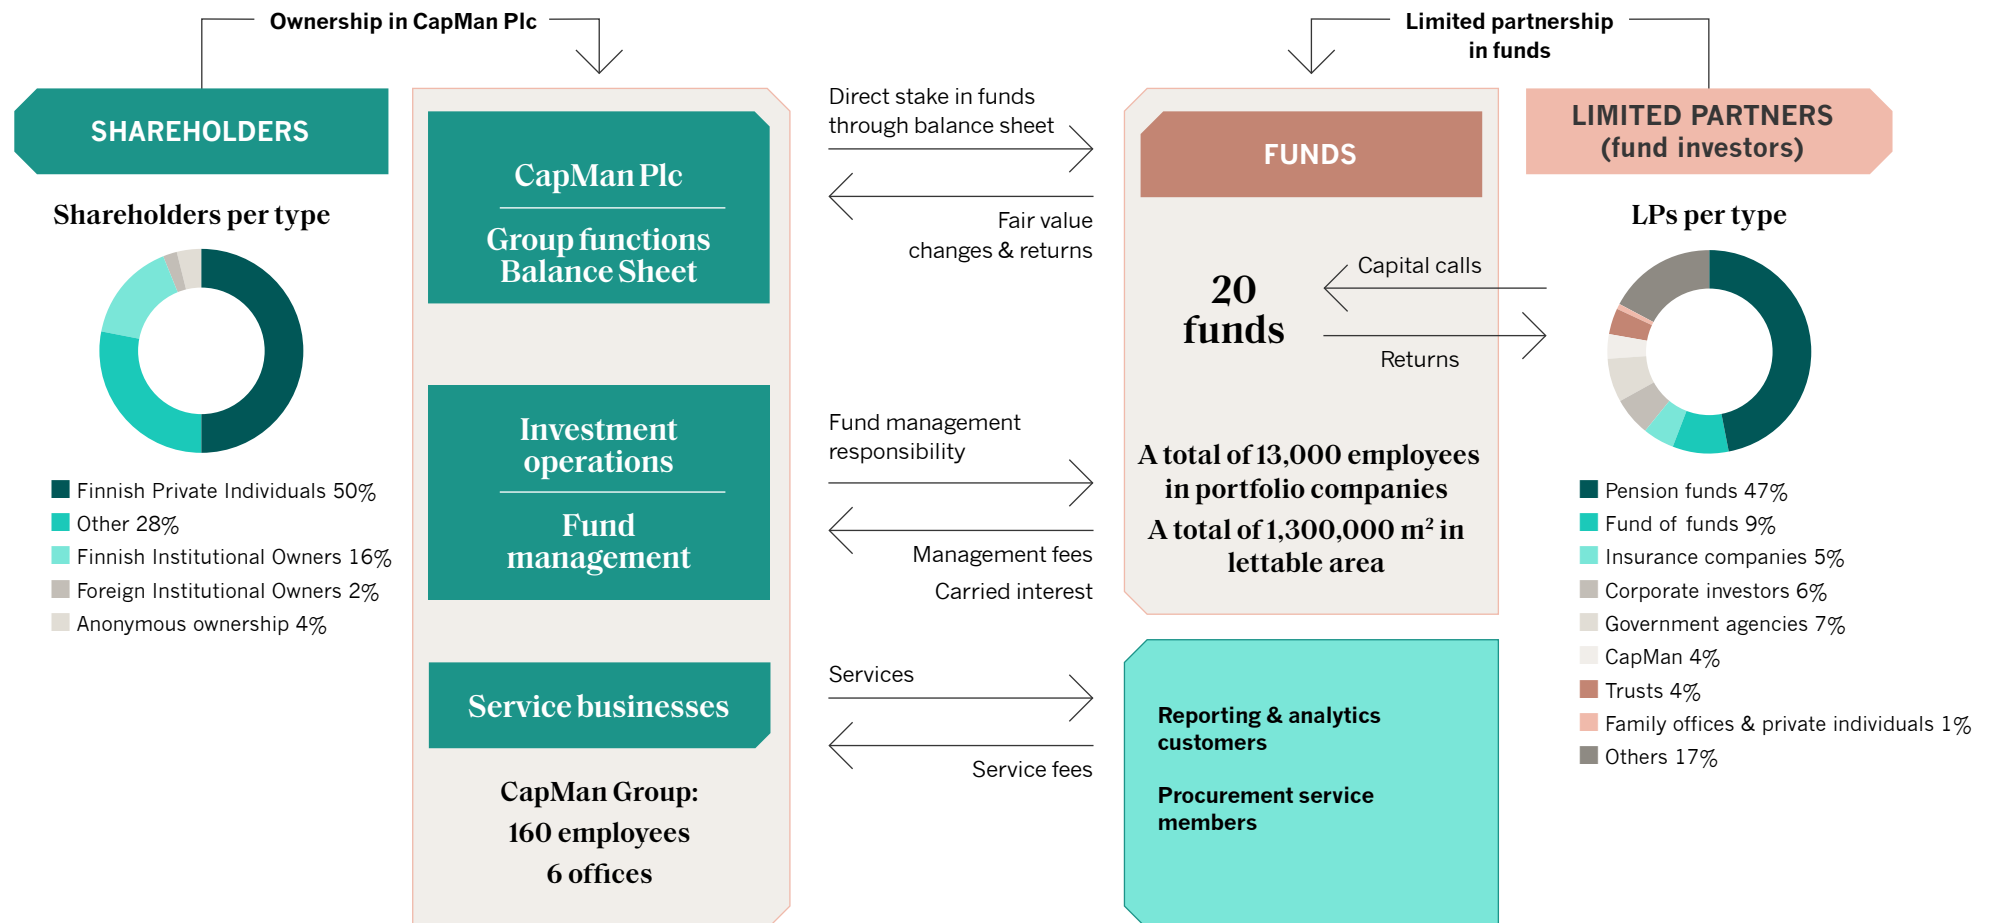 Ownership in CapMan Plc
SHAREHOLDERS
Shareholders per type
Finnish Private Individuals 50%
Other 28%
Finnish Institutional Owners 16%
Foreign Institutional Owners 2%
Anonymous ownership 4%
CapMan Plc
Group functions
Balance Sheet
Investment
operations
Fund
management
Service businesses
CapMan Group:
160 employees
6 offices
Direct stake in funds
through balance sheet
Fair value
changes & returns
Fund management
responsibility
Management fees
Carried interest
Services
Service fees
Limited partnership
in funds
FUNDS
20
funds
A total of 13,000 employees
in portfolio companies
A total of 1,300,000 m² in
lettable area
Reporting & analytics
customers
Procurement service
members
Capital calls
Returns
LIMITED PARTNERS
(fund investors)
LPs per type
Pension funds 47%
Fund of funds 9%
Insurance companies 5%
Corporate investors 6%
Government agencies 7%
CapMan 4%
Trusts 4%
Family offices & private individuals 1%
Others 17%